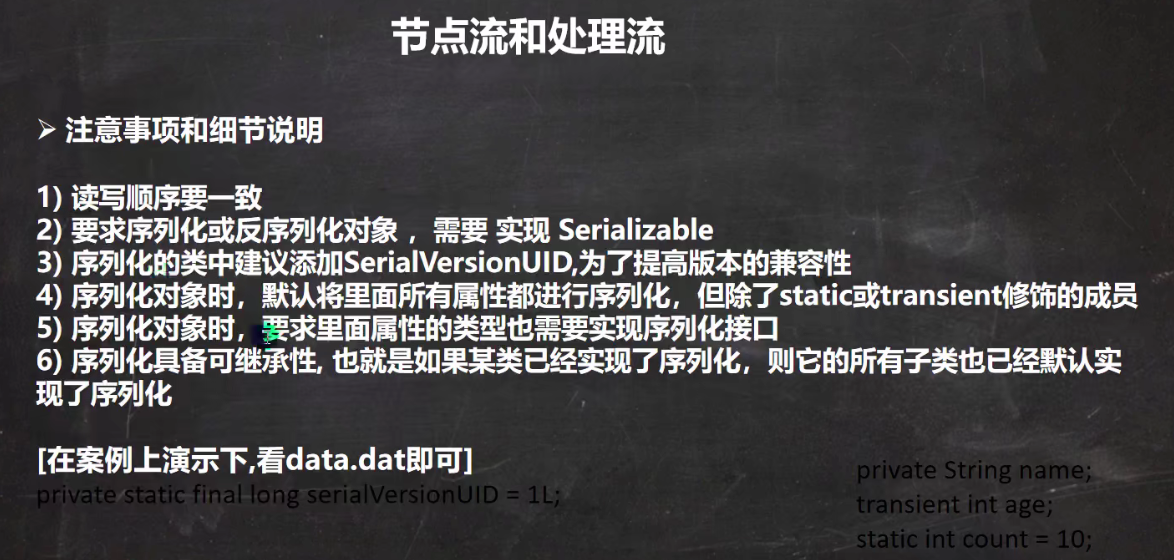 节点流和处理流
➢ 注意事项和细节说明
1) 读写顺序要一致
2) 要求序列化或反序列化对象 ，需要 实现 Serializable
3) 序列化的类中建议添加SerialVersionUID,为了提高版本的兼容性
4) 序列化对象时，默认将里面所有属性都进行序列化，但除了static或transient修饰的成员
5) 序列化对象时，要求里面属性的类型也需要实现序列化接口
6) 序列化具备可继承性, 也就是如果某类已经实现了序列化，则它的所有子类也已经默认实
现了序列化
[在案例上演示下,看data.dat即可]
private static final long serialVersionUID = 1L;
private String name;
transient int age;
static int count = 10;